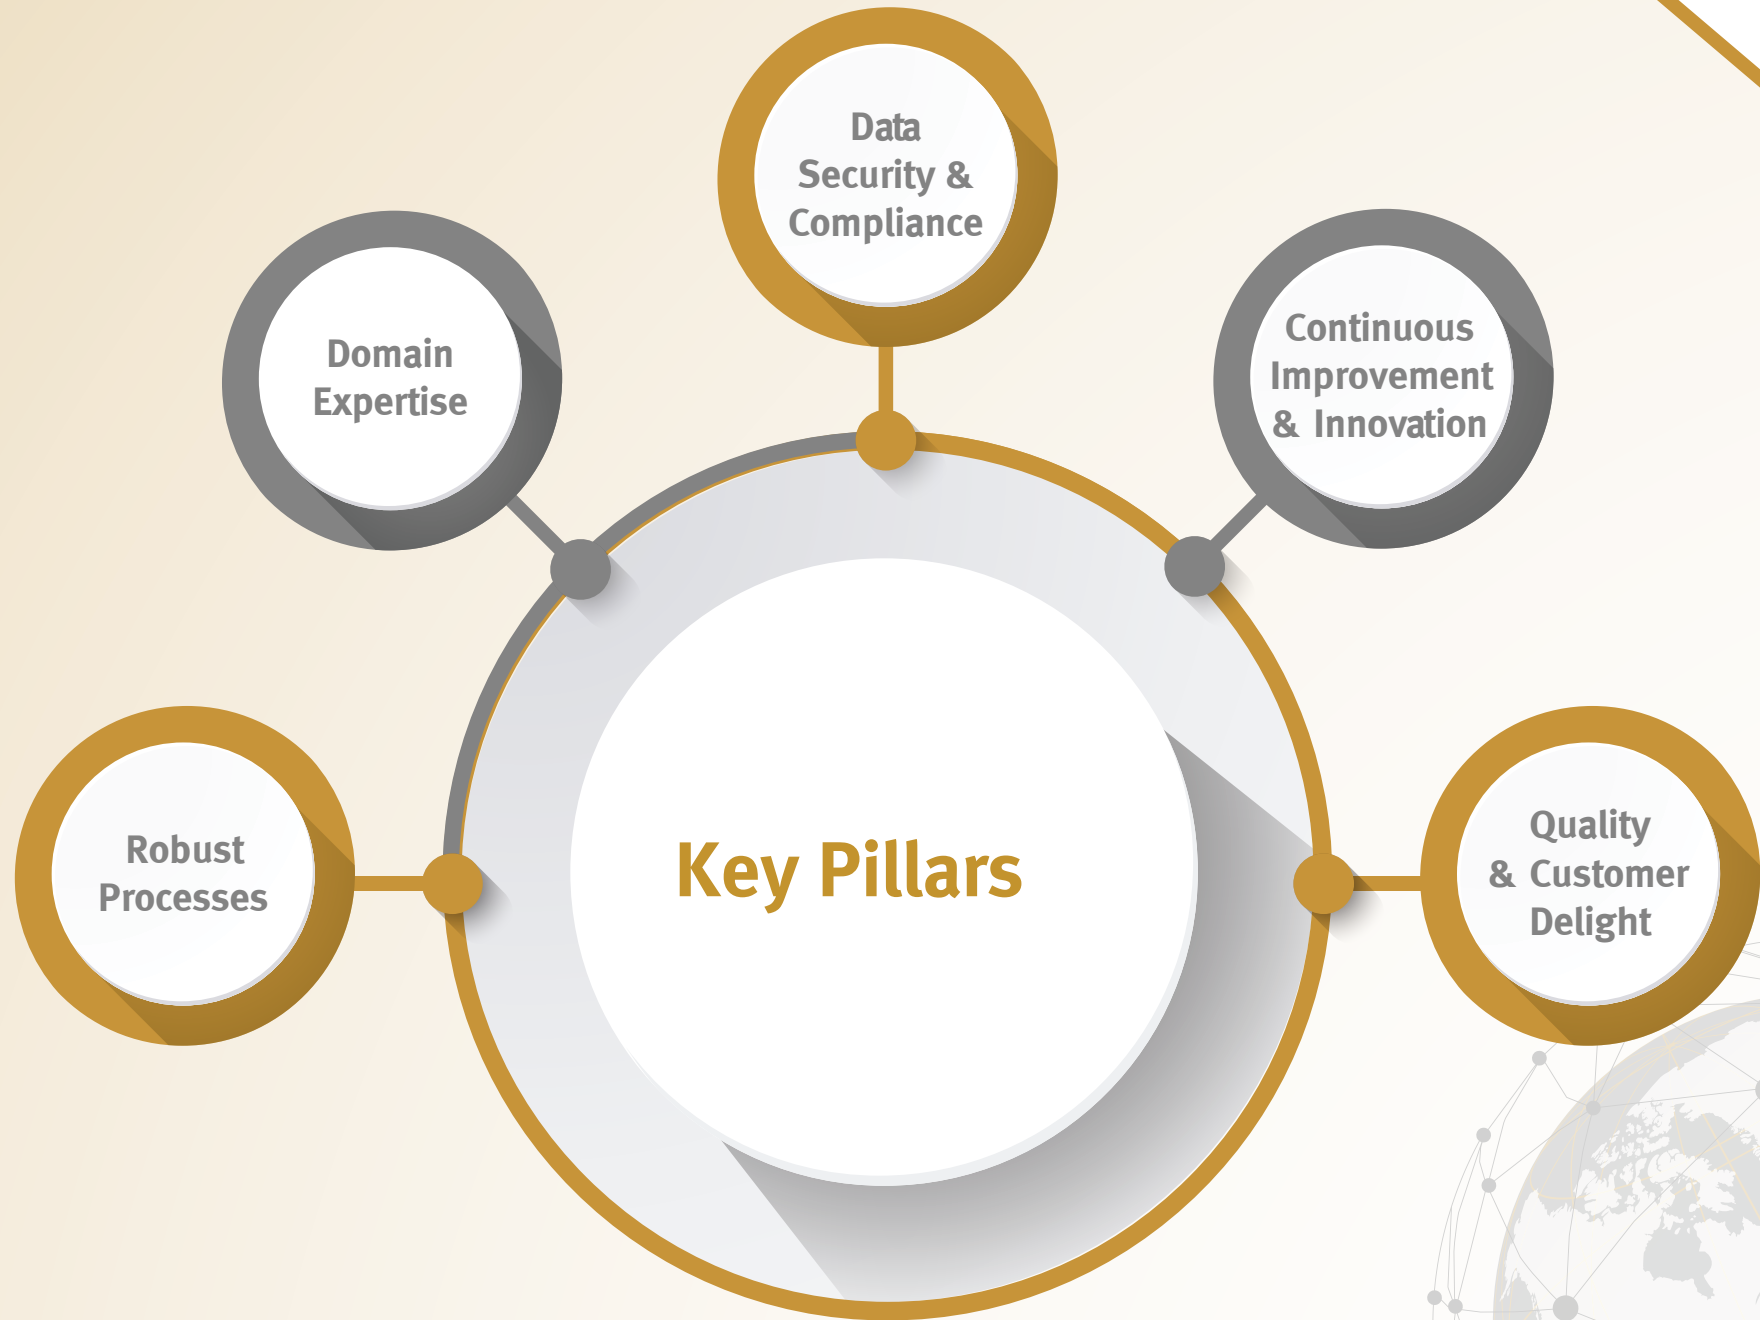 Data
Security &
Compliance
Domain
Expertise
Continuous
Improvement
& Innovation
Robust
Processes
Key Pillars
Quality
& Customer
Delight